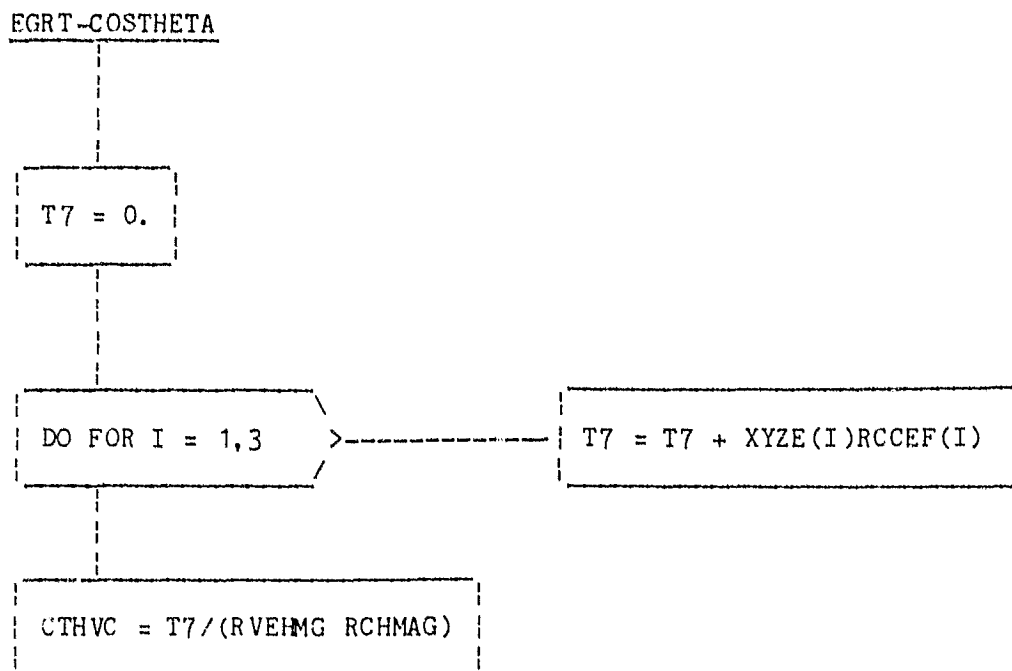 EGRT-COSTHETA
T7 = 0.
DO FOR I = 1,3
T7 = T7 + XYZE(I)RCCEF(I)
CTHVC = T7/(RVEHMG RCHMAG)